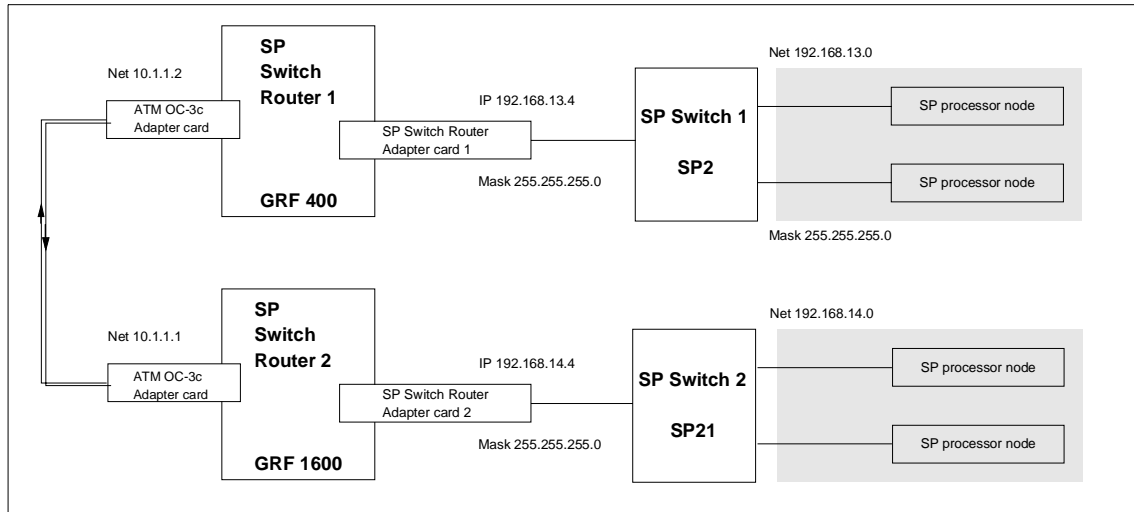 SP
Switch
Router 1
GRF 400
Net 10.1.1.2
ATM OC-3c
Adapter card
IP 192.168.13.4
SP Switch Router
Adapter card 1
Mask 255.255.255.0
SP Switch 1
SP2
Net 192.168.13.0
SP processor node
SP processor node
Mask 255.255.255.0
SP
Switch
Router 2
GRF 1600
Net 10.1.1.1
ATM OC-3c
Adapter card
IP 192.168.14.4
SP Switch Router
Adapter card 2
Mask 255.255.255.0
SP Switch 2
SP21
Net 192.168.14.0
SP processor node
SP processor node